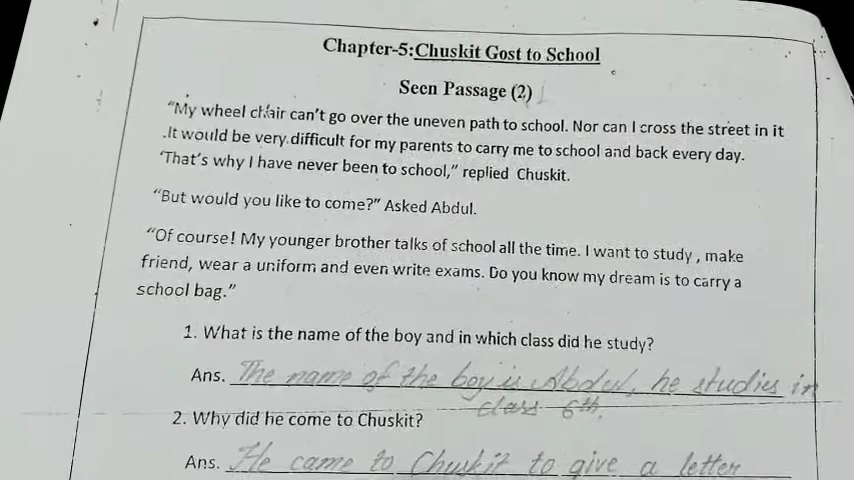 Chapter-5:Chuskit Gost to School
Seen Passage (2)
“My wheel chair can’t go over the uneven path to school. Nor can I cross the street in it
.It would be very difficult for my parents to carry me to school and back every day.
‘That’s why I have never been to school,” replied Chuskit.
“But would you like to come?” Asked Abdul.
“Of course! My younger brother talks of school all the time. I want to study , make
friend, wear a uniform and even write exams. Do you know my dream is to carry a
school bag.”
1. What is the name of the boy and in which class did he study?
Ans. The name of the boy is Abdul, he studies in
class 6th.
2. Why did he come to Chuskit?
Ans. He came to Chuskit to give a letter